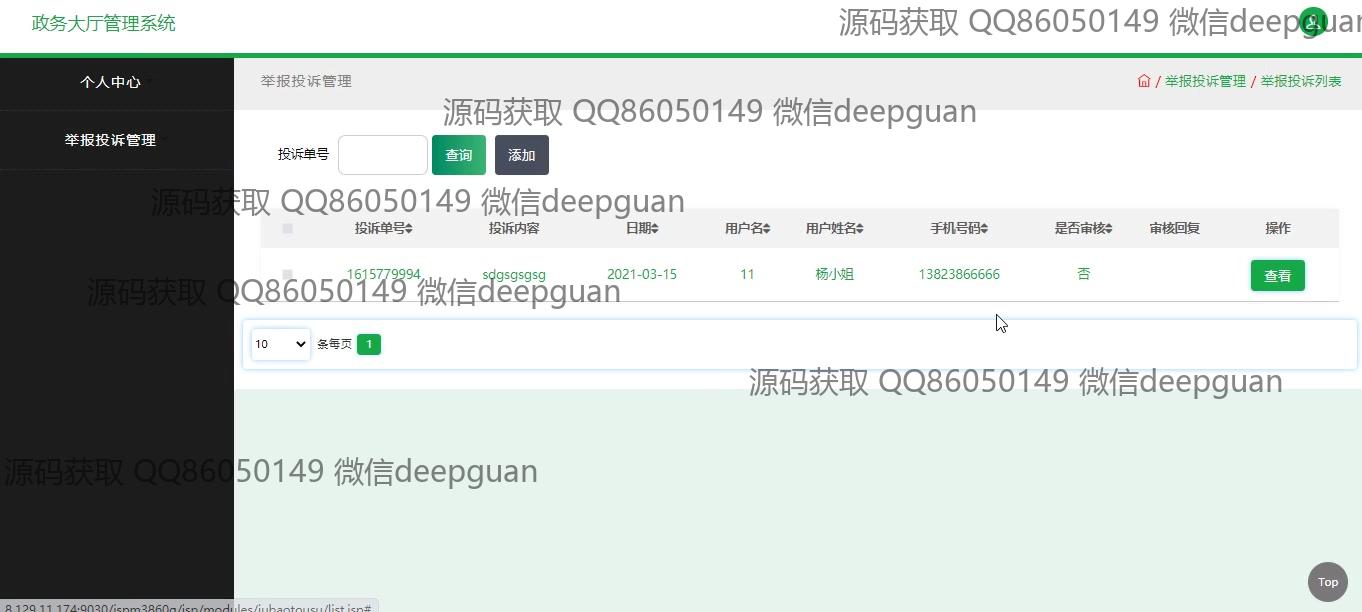 政务大厅管理系统
源码获取 QQ86050149 微信deepguan
个人中心
举报投诉管理
举报投诉管理 / 举报投诉列表
源码获取 QQ86050149 微信deepguan
举报投诉管理
投诉单号 查询 添加
源码获取 QQ86050149 微信deepguan
投诉单号 投诉内容 日期 用户名 用户姓名 手机号码 是否审核 审核回复 操作
1615779994 sdgsgsgsg 2021-03-15 11 杨小姐 13823866666 否 查看
源码获取 QQ86050149 微信deepguan
10 条每页 1
源码获取 QQ86050149 微信deepguan
源码获取 QQ86050149 微信deepguan
Top
8.129.11.174:9030/jspm3860q/jsp/modules/jubaotousu/list.jsp#